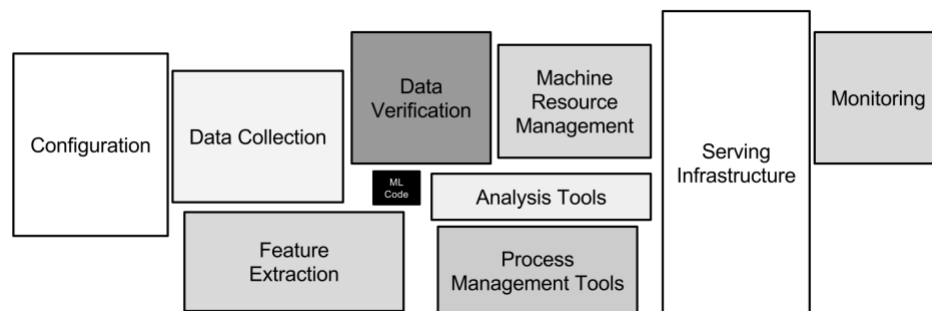 Configuration
Data Collection
Feature
Extraction
Data
Verification
ML
Code
Machine
Resource
Management
Analysis Tools
Process
Management Tools
Serving
Infrastructure
Monitoring